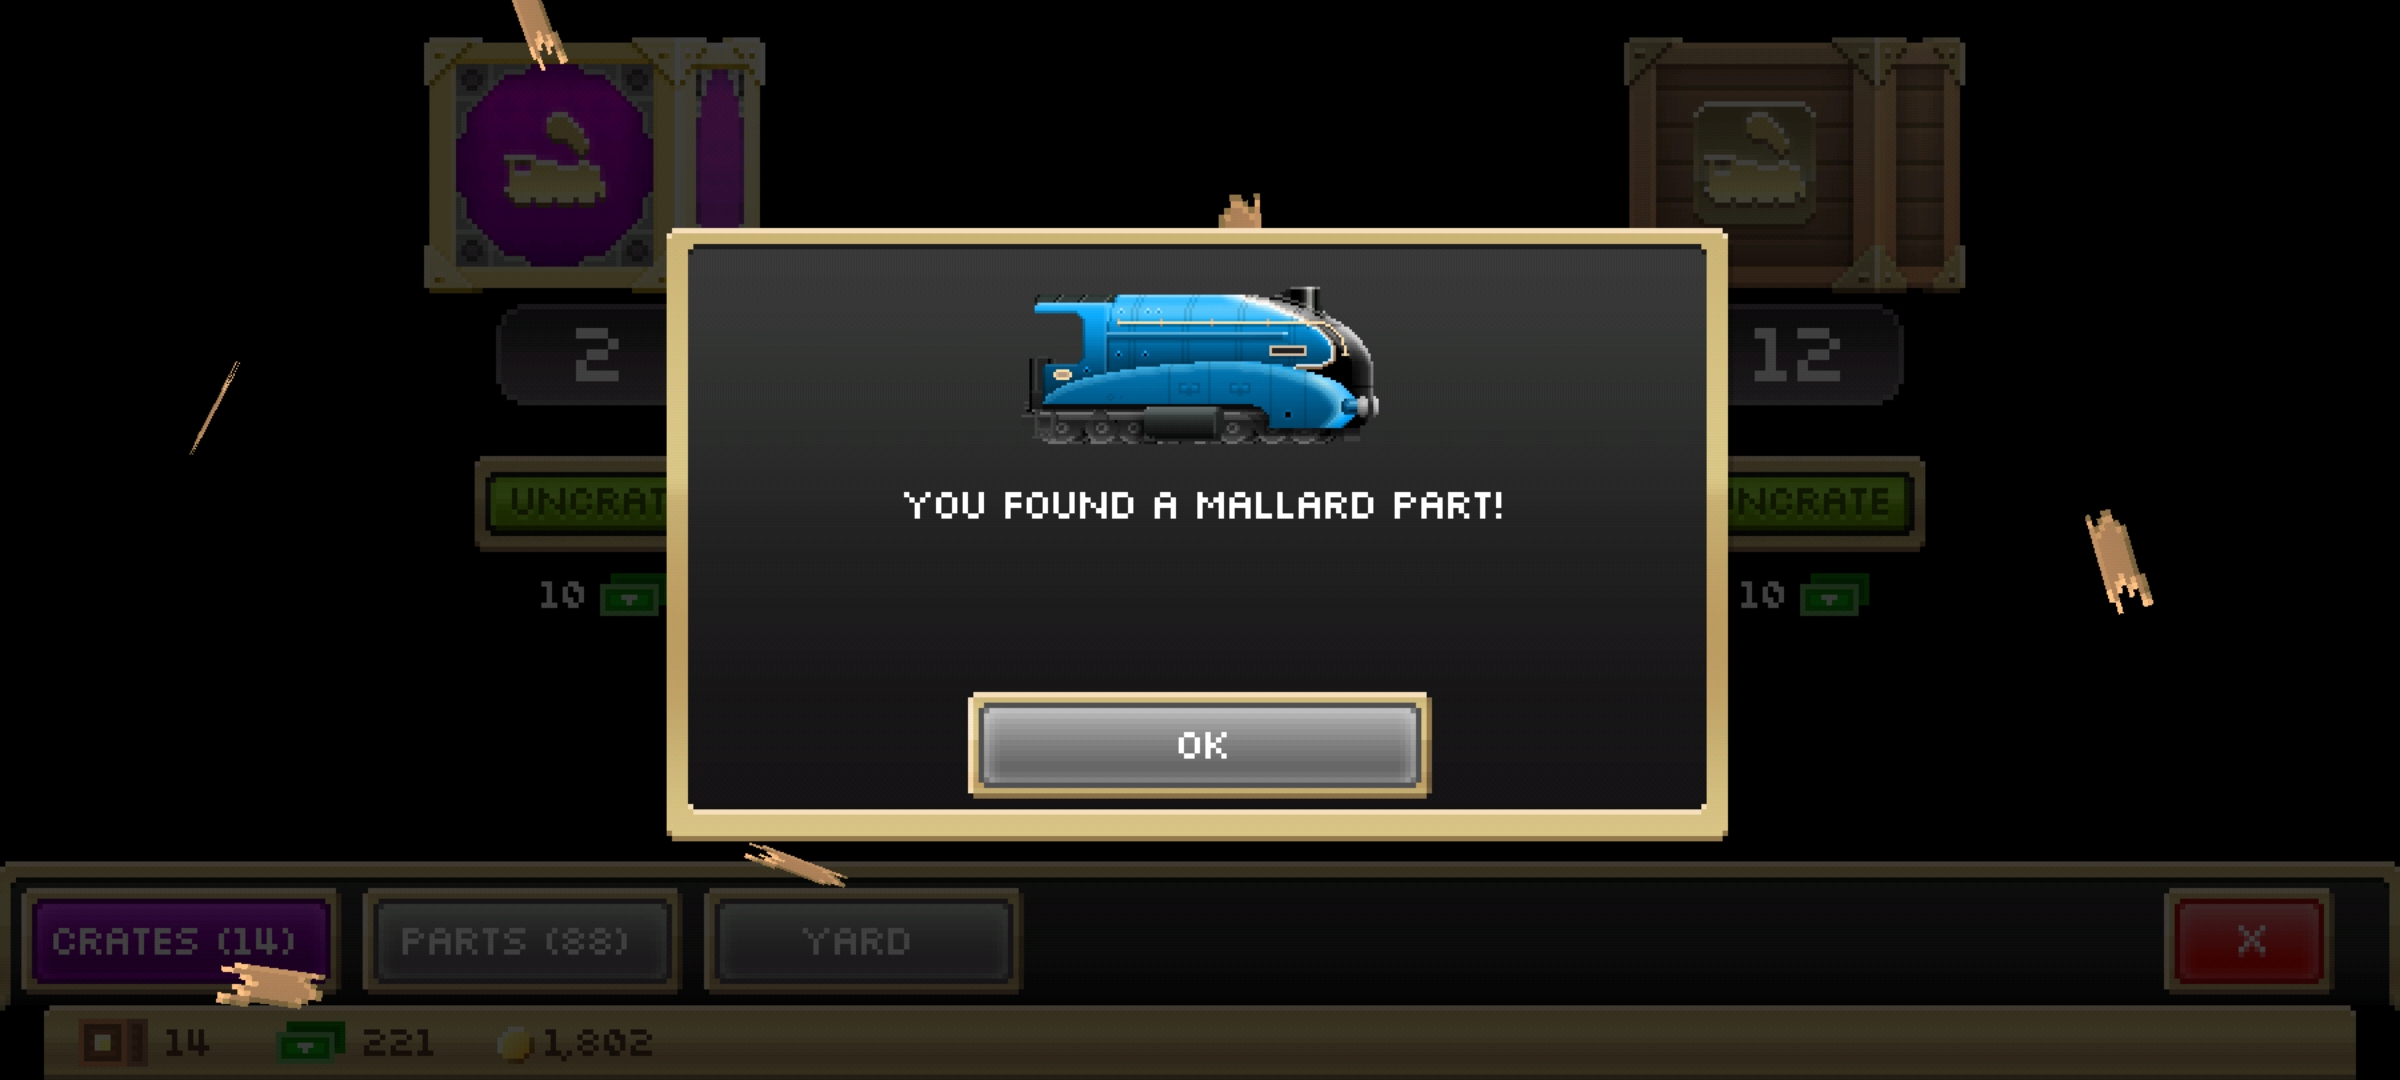 2
12
UNCRAT
NCRATE
10
10
YOU FOUND A MALLARD PART!
OK
CRATES (14)
PARTS (88)
YARD
X
14
221
1,802